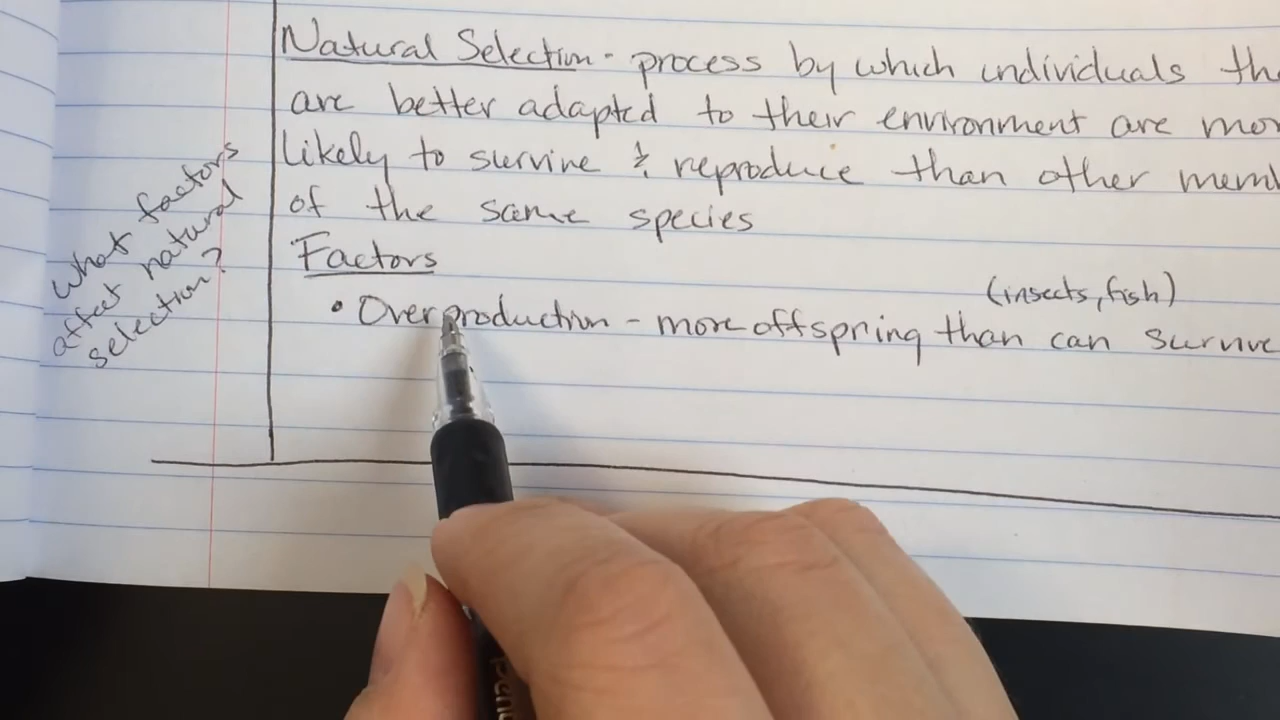 Natural Selection - process by which individuals th
are better adapted to their environment are mor
likely to survive & reproduce than other mem
of the same species
Factors
(insects, fish)
• Overproduction - more offspring than can survive
What factors
affect natural
selection?